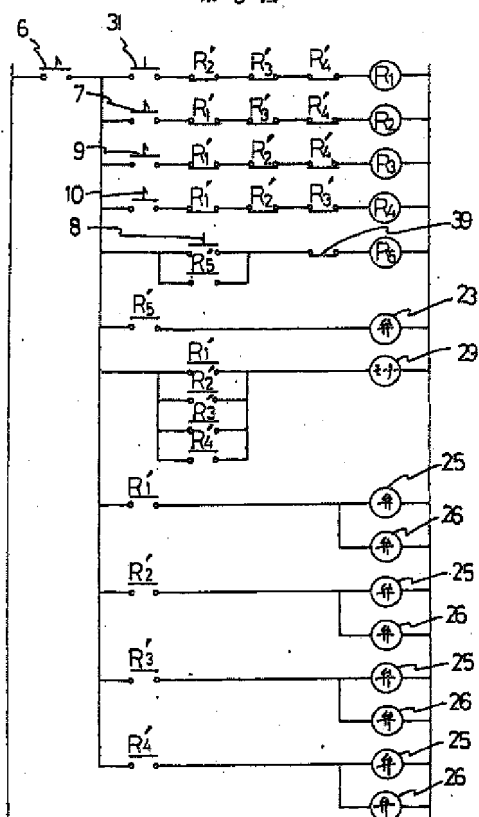 6 31 R2' R3' R4' R1
7 R1' R3' R4' R2
9 R1' R2' R4' R3
10 R1' R2' R3' R4
8 R5' 39
R5' 23
R1' 29
R2'
R3'
R4'
R1' 25
26
R2' 25
26
R3' 25
26
R4' 25
26